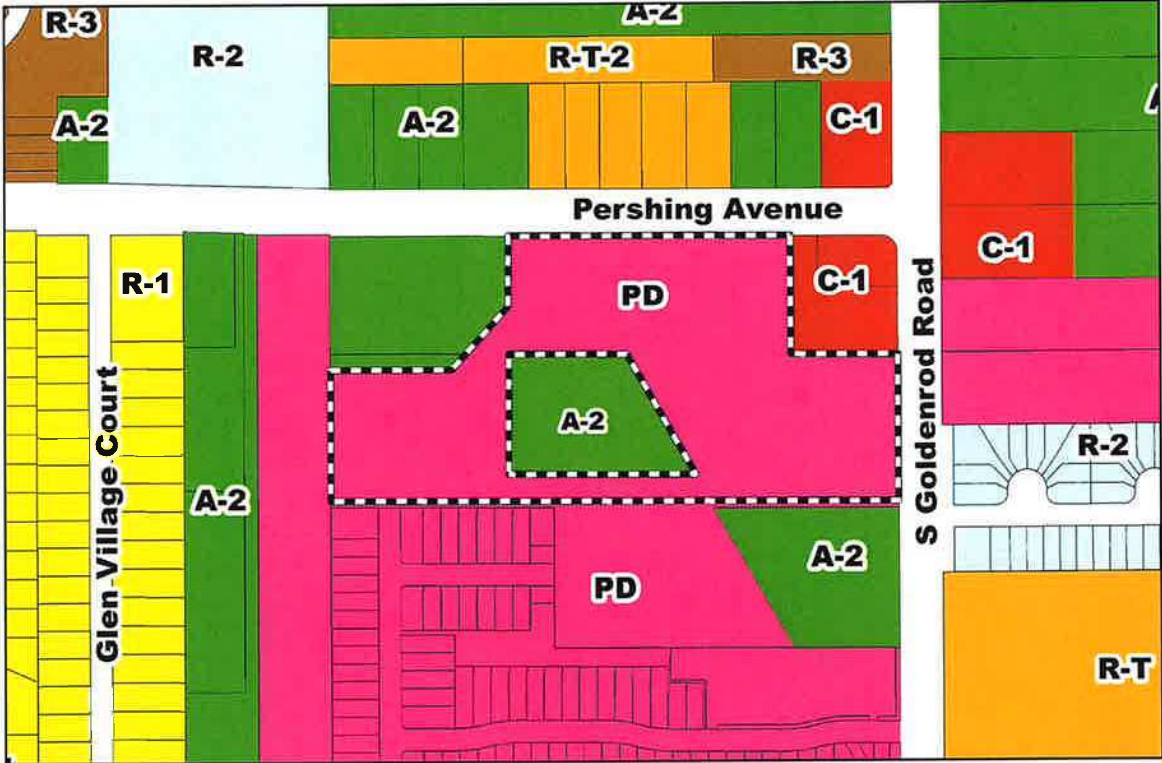 A-2
R-3
R-2
R-T-2
R-3
A-2
A-2
C-1
Pershing Avenue
R-1
PD
C-1
C-1
S Goldenrod Road
Glen Village Court
A-2
R-2
A-2
A-2
PD
R-T